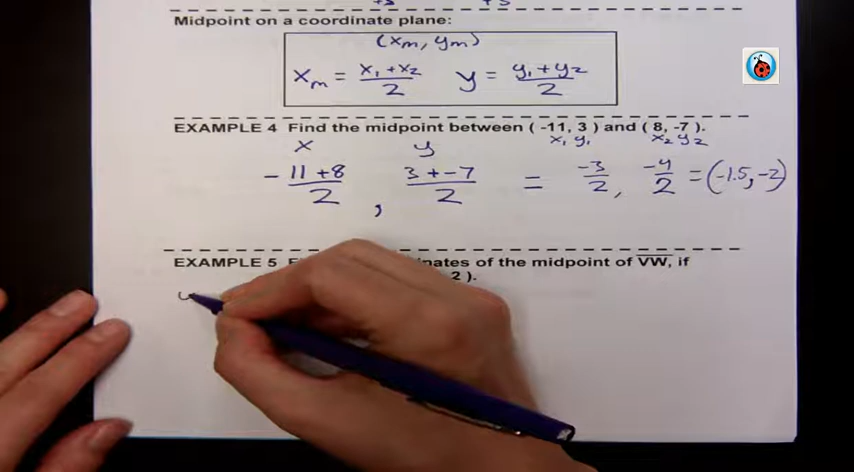 Midpoint on a coordinate plane:
(xm, ym)
xm = x1 + x2 / 2    y = y1 + y2 / 2
EXAMPLE 4 Find the midpoint between ( -11, 3 ) and ( 8, -7 ).
x1 y1 x2 y2
x y
- 11 + 8 / 2 , 3 + -7 / 2 = -3 / 2 , -4 / 2 = (-1.5, -2)
EXAMPLE 5 of the midpoint of VW, if
2 ).